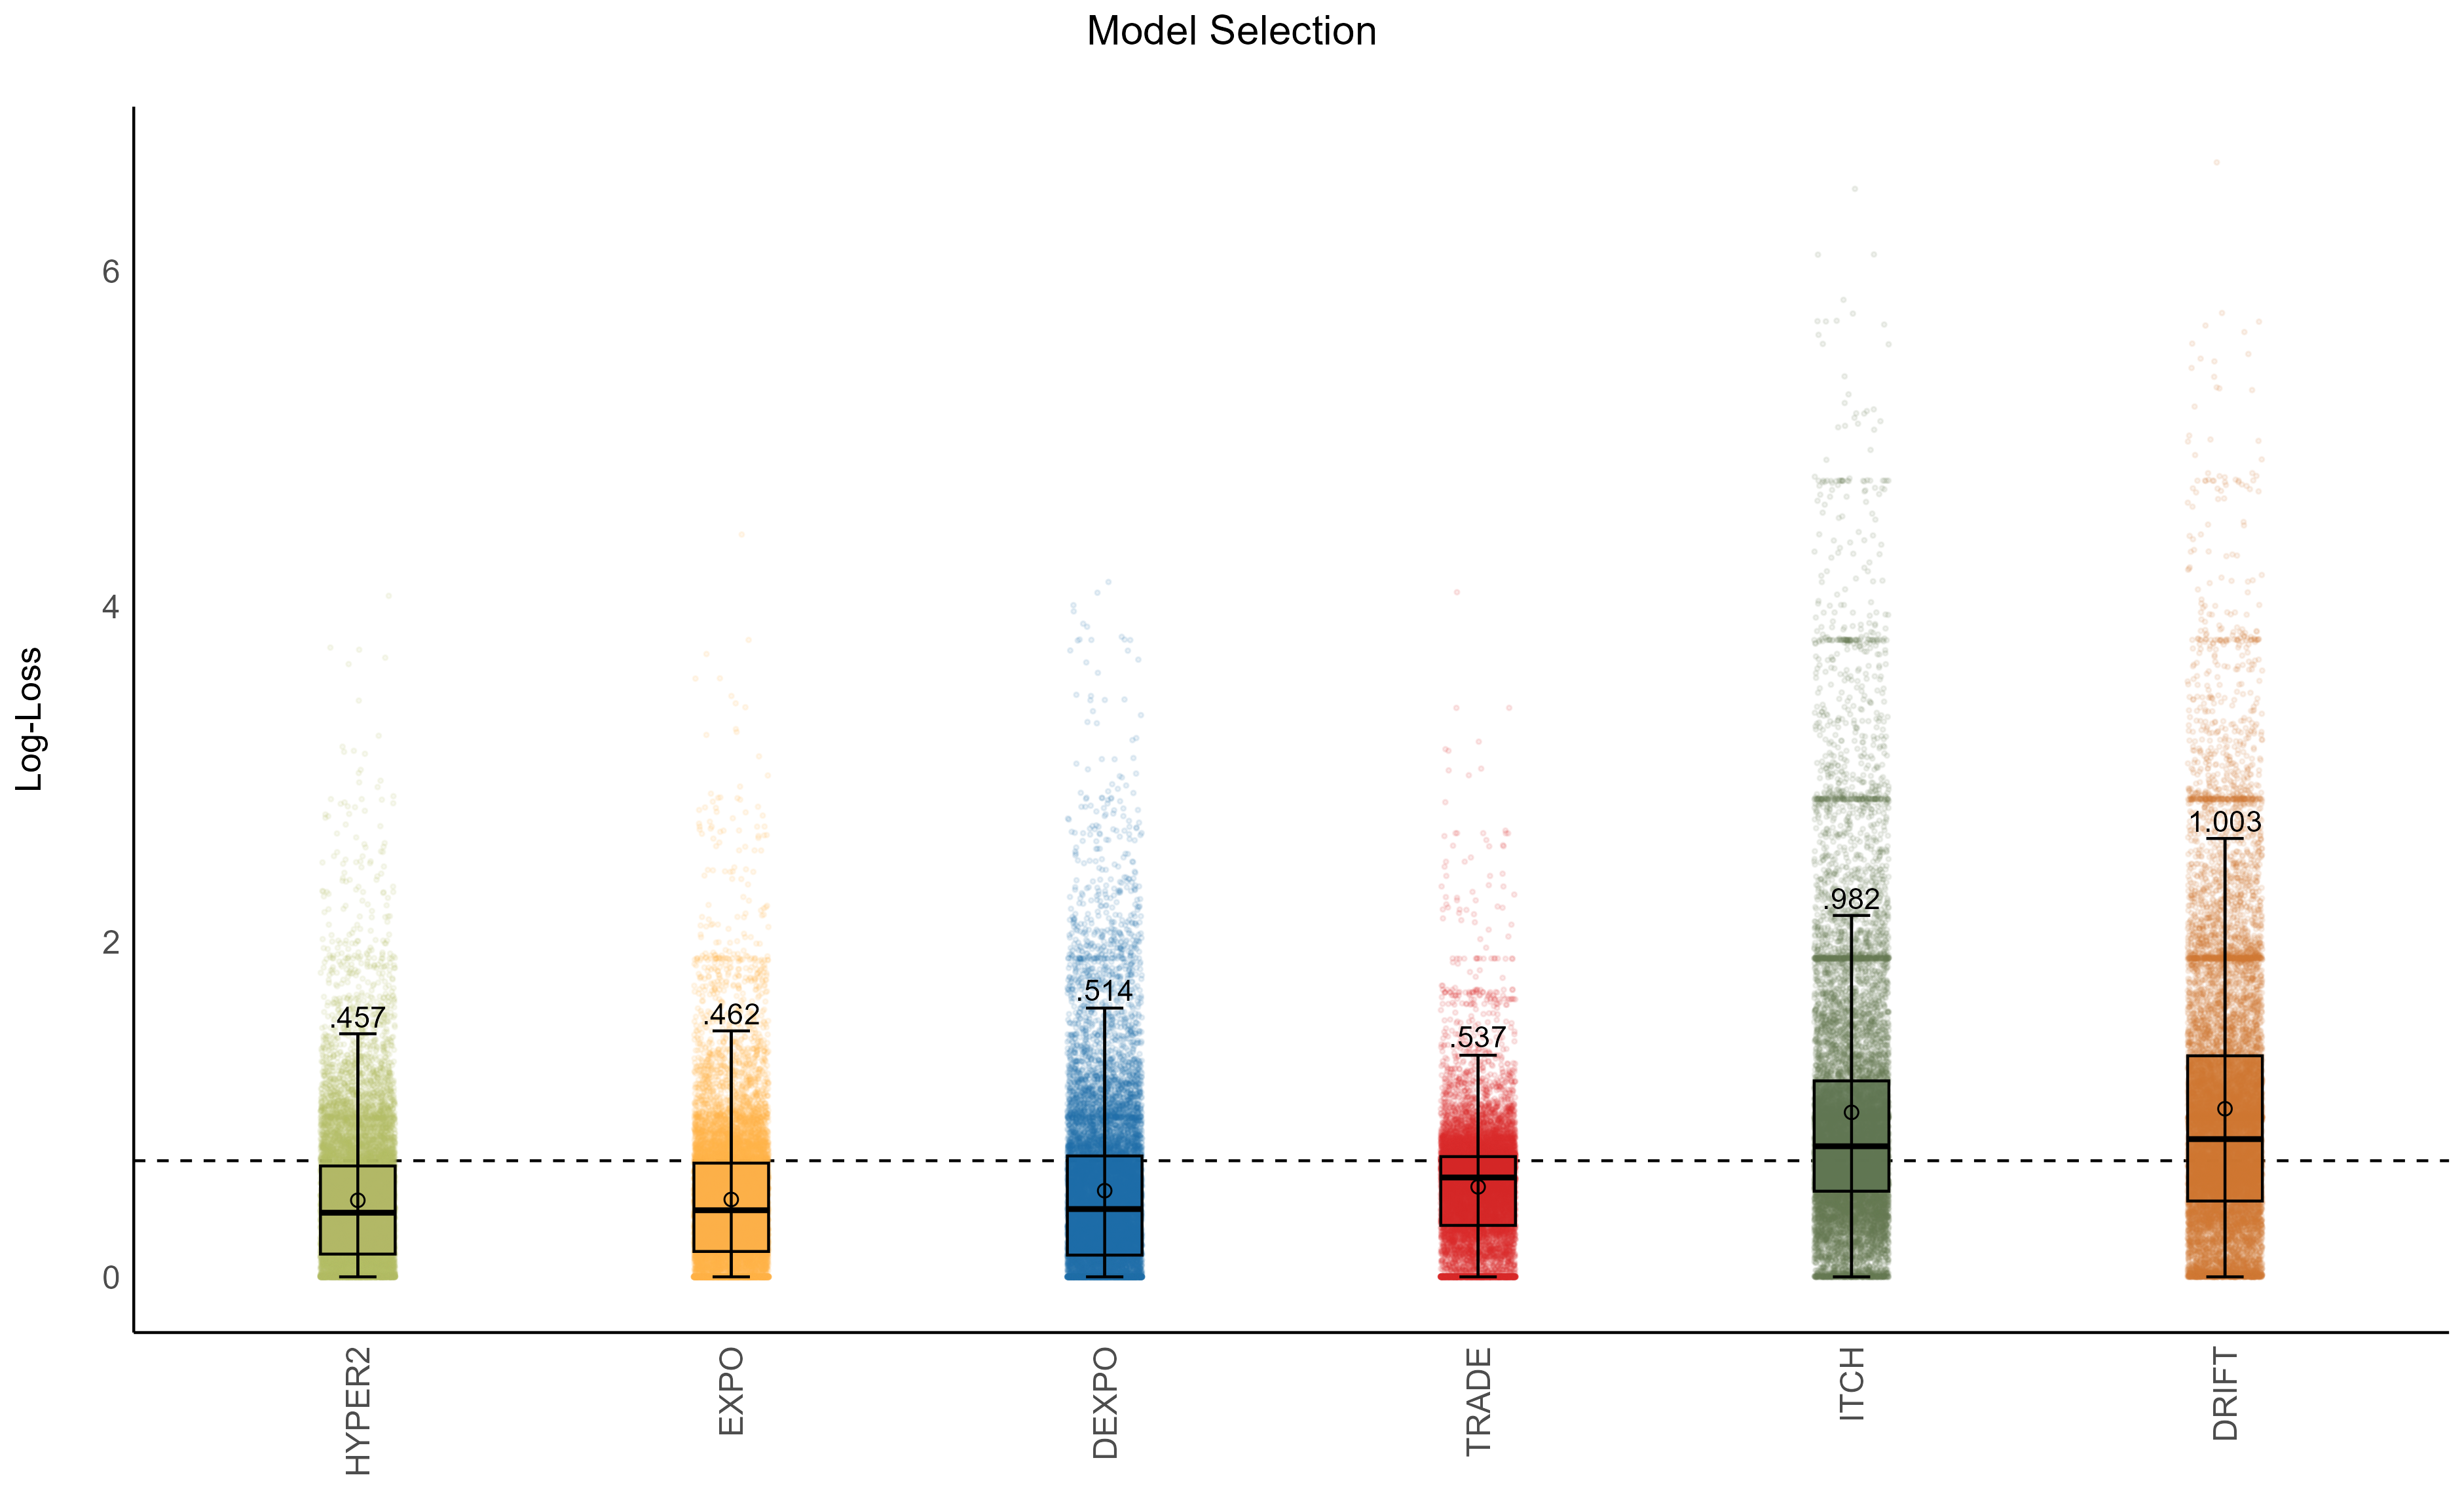 Model Selection
Log-Loss
6
4
2
0
.457
.462
.514
.537
.982
1.003
HYPER2
EXPO
DEXPO
TRADE
ITCH
DRIFT